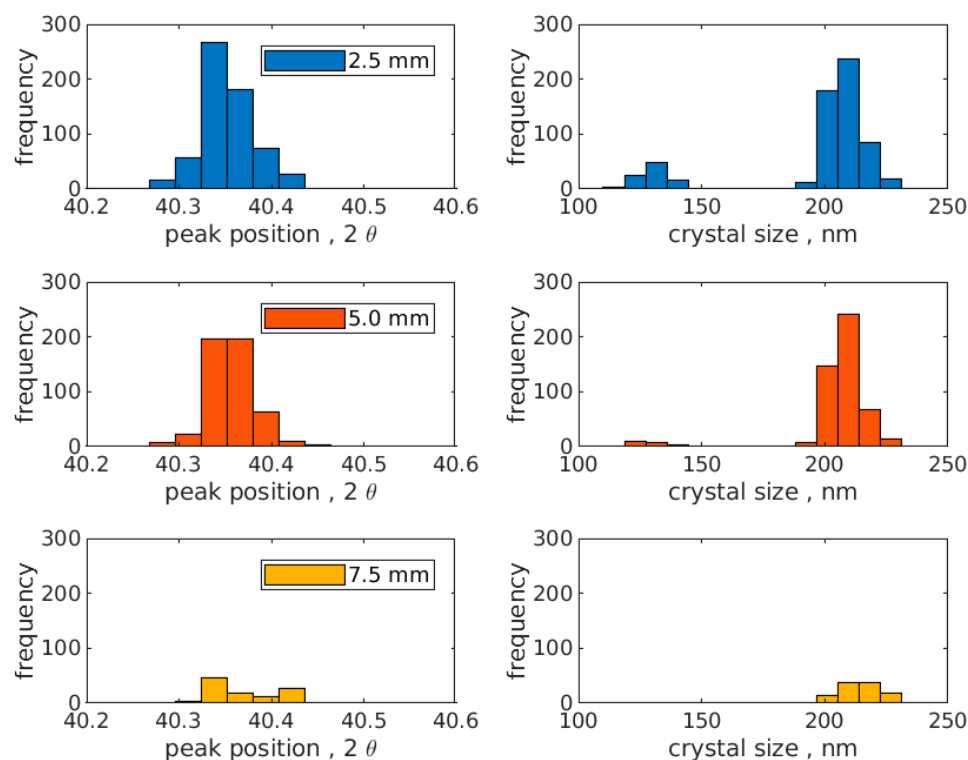 300
200
100
0
frequency
2.5 mm
40.2 40.3 40.4 40.5 40.6
peak position , 2 θ
300
200
100
0
frequency
100 150 200 250
crystal size , nm
300
200
100
0
frequency
5.0 mm
40.2 40.3 40.4 40.5 40.6
peak position , 2 θ
300
200
100
0
frequency
100 150 200 250
crystal size , nm
300
200
100
0
frequency
7.5 mm
40.2 40.3 40.4 40.5 40.6
peak position , 2 θ
300
200
100
0
frequency
100 150 200 250
crystal size , nm